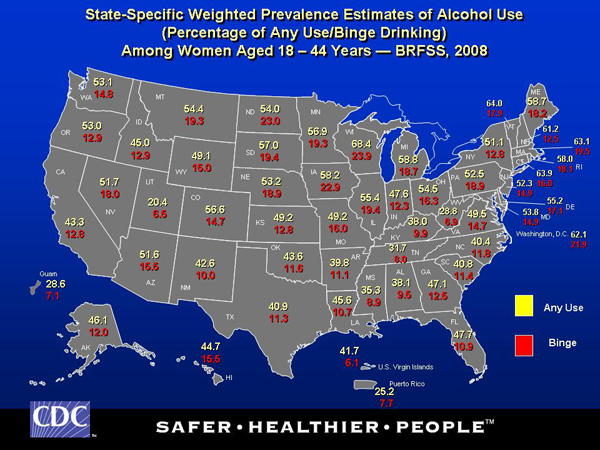 State-Specific Weighted Prevalence Estimates of Alcohol Use
(Percentage of Any Use/Binge Drinking)
Among Women Aged 18 – 44 Years — BRFSS, 2008
WA 53.1
14.8
MT 54.4
19.3
ND 54.0
23.0
MN 56.9
19.3
ME 58.7
18.2
64.0
VT
NH 61.2
OR 53.0
12.9
ID 45.0
12.9
WY 49.1
SD 57.0
19.4
WI 68.4
23.9
MI 58.8
18.7
NY 51.1
12.8
MA 63.1
58.0
RI
63.9
CA 43.3
12.8
NV 51.7
18.0
UT 20.4
CO 56.6
14.7
NE 53.2
18.9
IA 58.2
22.9
IL 55.4
19.4
IN 47.6
12.3
OH 54.5
16.3
PA 52.5
18.9
NJ 52.3
14.9
55.2
DE
53.8
14.9
MD
Washington, D.C. 62.1
21.9
KS 49.2
12.8
MO 49.2
16.0
KY 38.0
9.9
28.8
VA 49.5
14.7
AZ 51.6
NM 42.6
10.0
OK 43.6
11.6
AR 39.8
11.1
TN 31.7
NC 40.4
11.8
SC 40.8
11.4
TX 40.9
11.3
LA 45.6
10.7
MS 35.3
8.9
AL 38.1
GA 47.1
12.5
FL 47.7
10.9
Guam
28.6
7.1
AK 46.1
12.0
HI 44.7
41.7
6.1
U.S. Virgin Islands
Puerto Rico
25.2
7.7
Any Use
Binge
CDC
SAFER • HEALTHIER • PEOPLE™